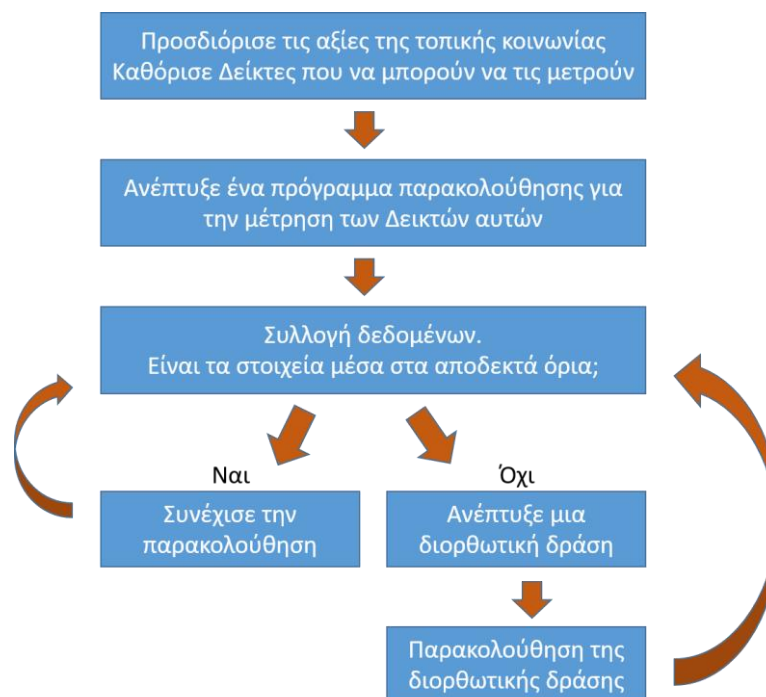 Προσδιόρισε τις αξίες της τοπικής κοινωνίας
Καθόρισε Δείκτες που να μπορούν να τις μετρούν
Ανέπτυξε ένα πρόγραμμα παρακολούθησης για
την μέτρηση των Δεικτών αυτών
Συλλογή δεδομένων.
Είναι τα στοιχεία μέσα στα αποδεκτά όρια;
Ναι
Όχι
Συνέχισε την
παρακολούθηση
Ανέπτυξε μια
διορθωτική δράση
Παρακολούθηση της
διορθωτικής δράσης